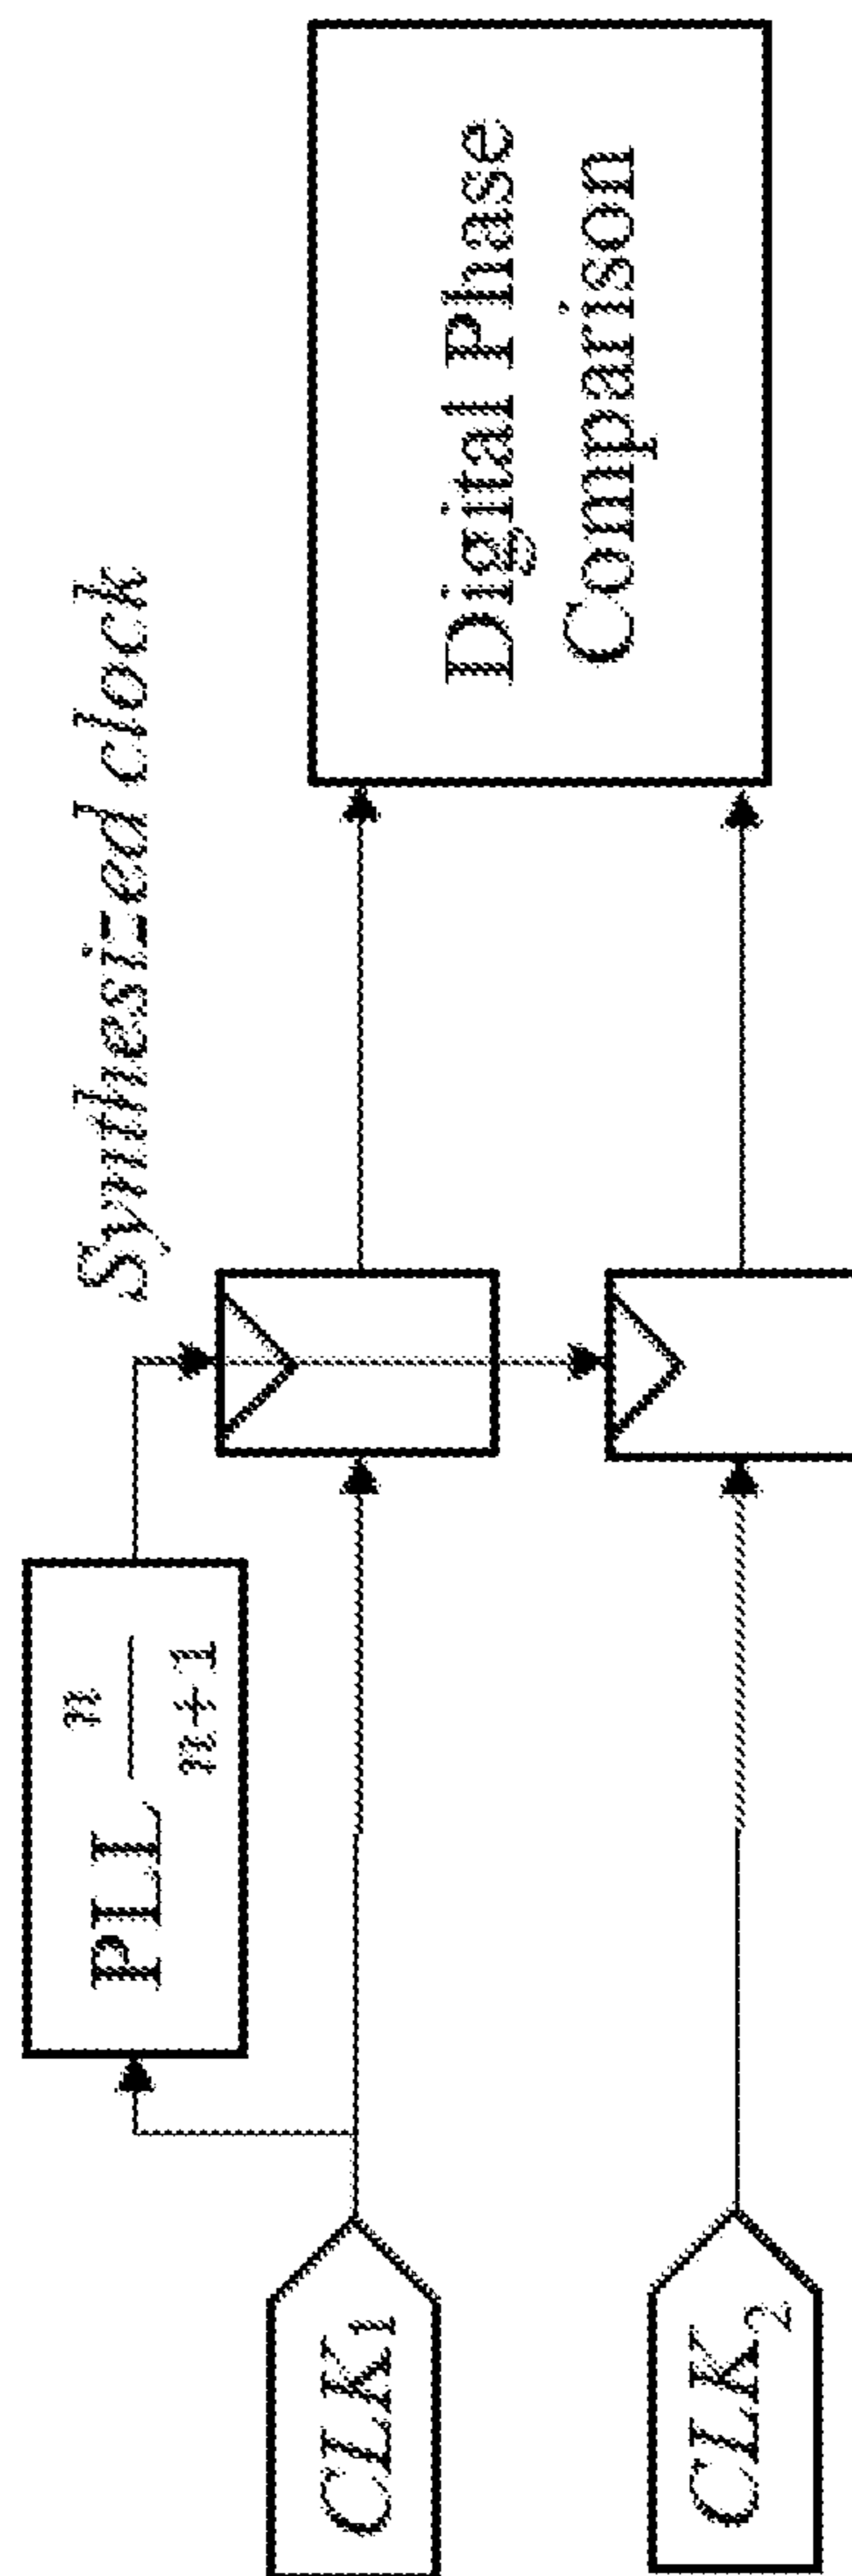 Synthesized clock
PLL n
n+1
Digital Phase
Comparison
CLK1
CLK2